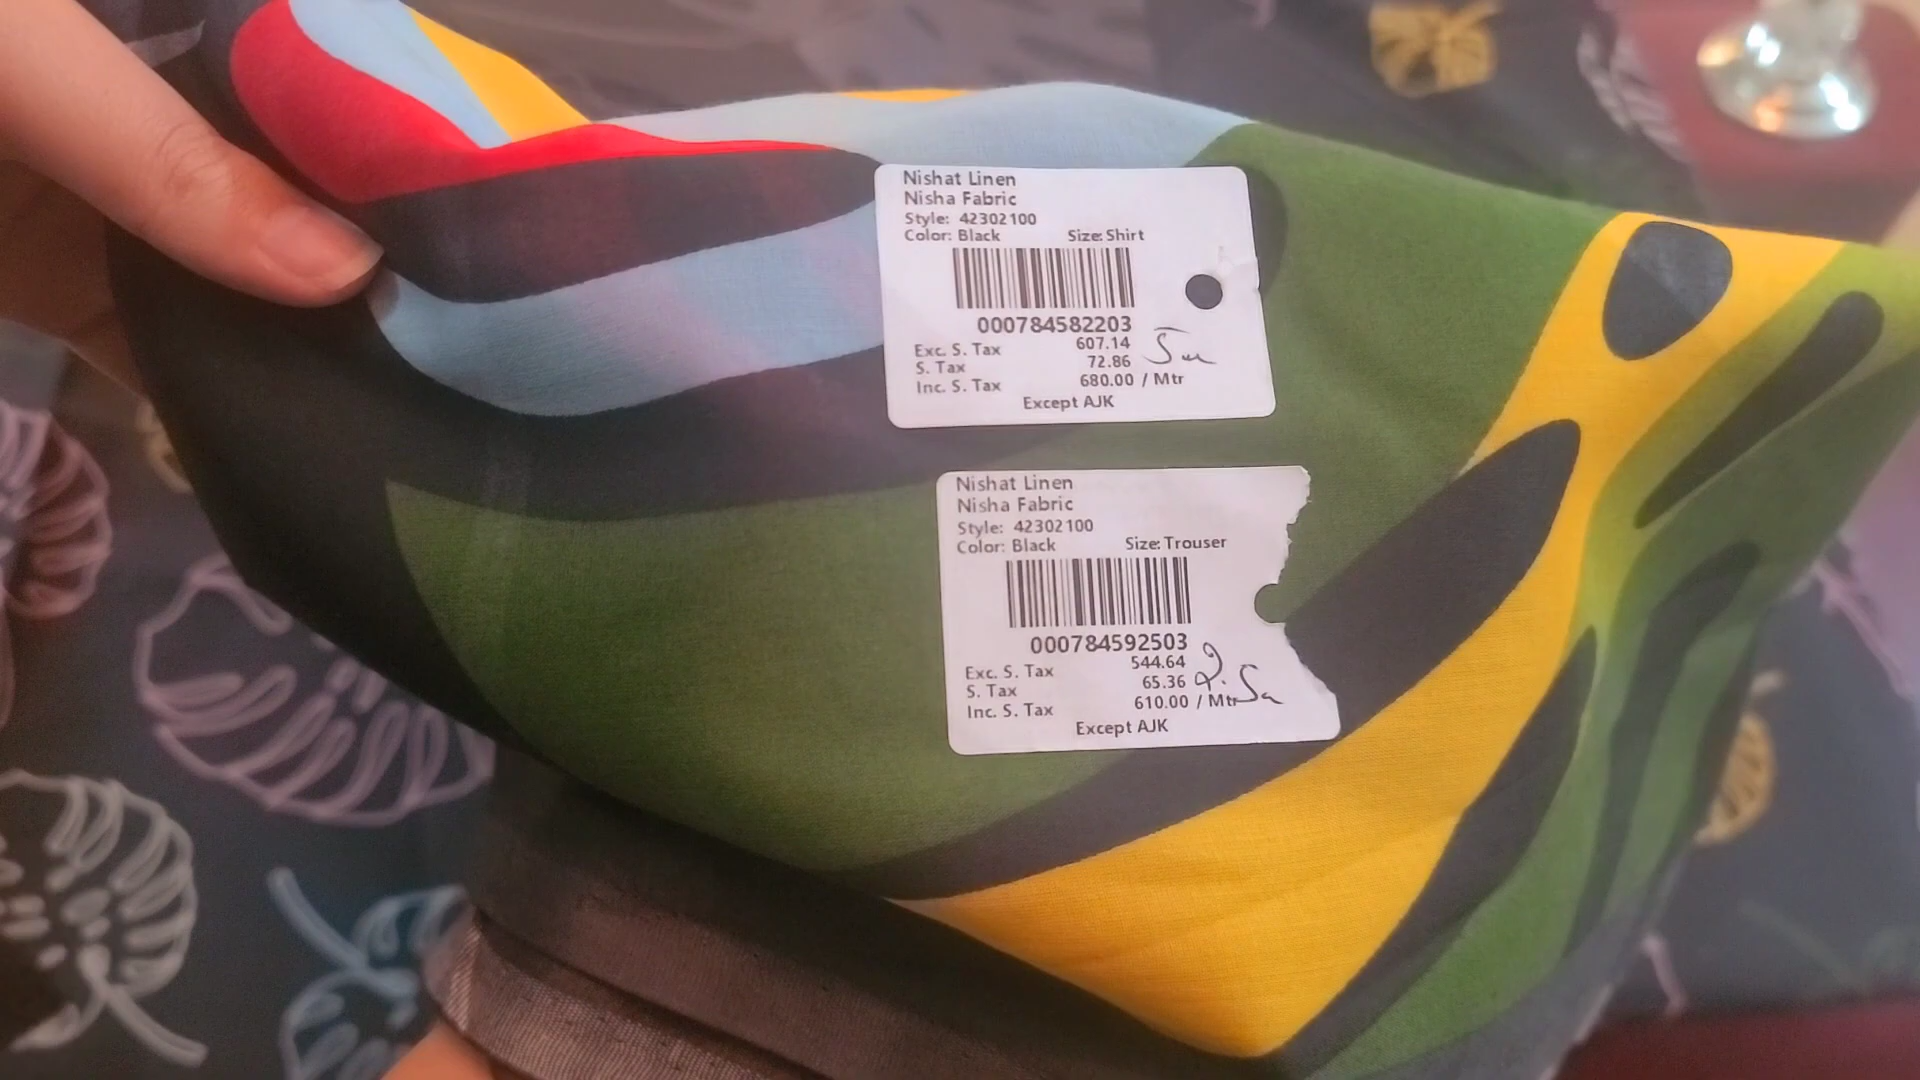 Nishat Linen
Nisha Fabric
Style: 42302100
Color: Black Size: Shirt
000784582203
Exc. S. Tax 607.14
S. Tax 72.86
Inc. S. Tax 680.00 / Mtr
Except AJK
Nishat Linen
Nisha Fabric
Style: 42302100
Color: Black Size: Trouser
000784592503
Exc. S. Tax 544.64
S. Tax 65.36
Inc. S. Tax 610.00 / Mtr
Except AJK